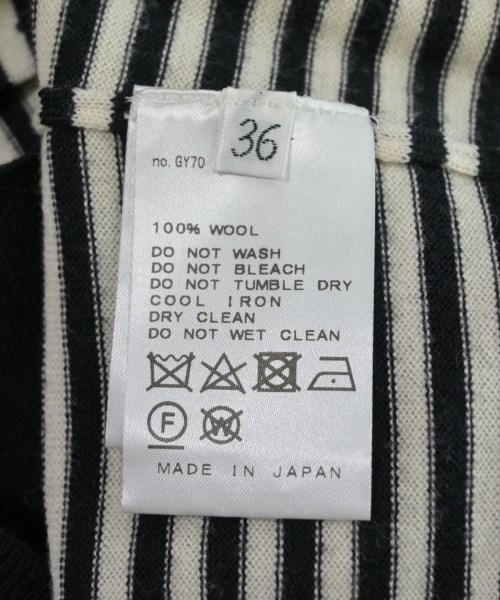 36
no. GY70
100% WOOL
DO NOT WASH
DO NOT BLEACH
DO NOT TUMBLE DRY
COOL IRON
DRY CLEAN
DO NOT WET CLEAN
F W
MADE IN JAPAN